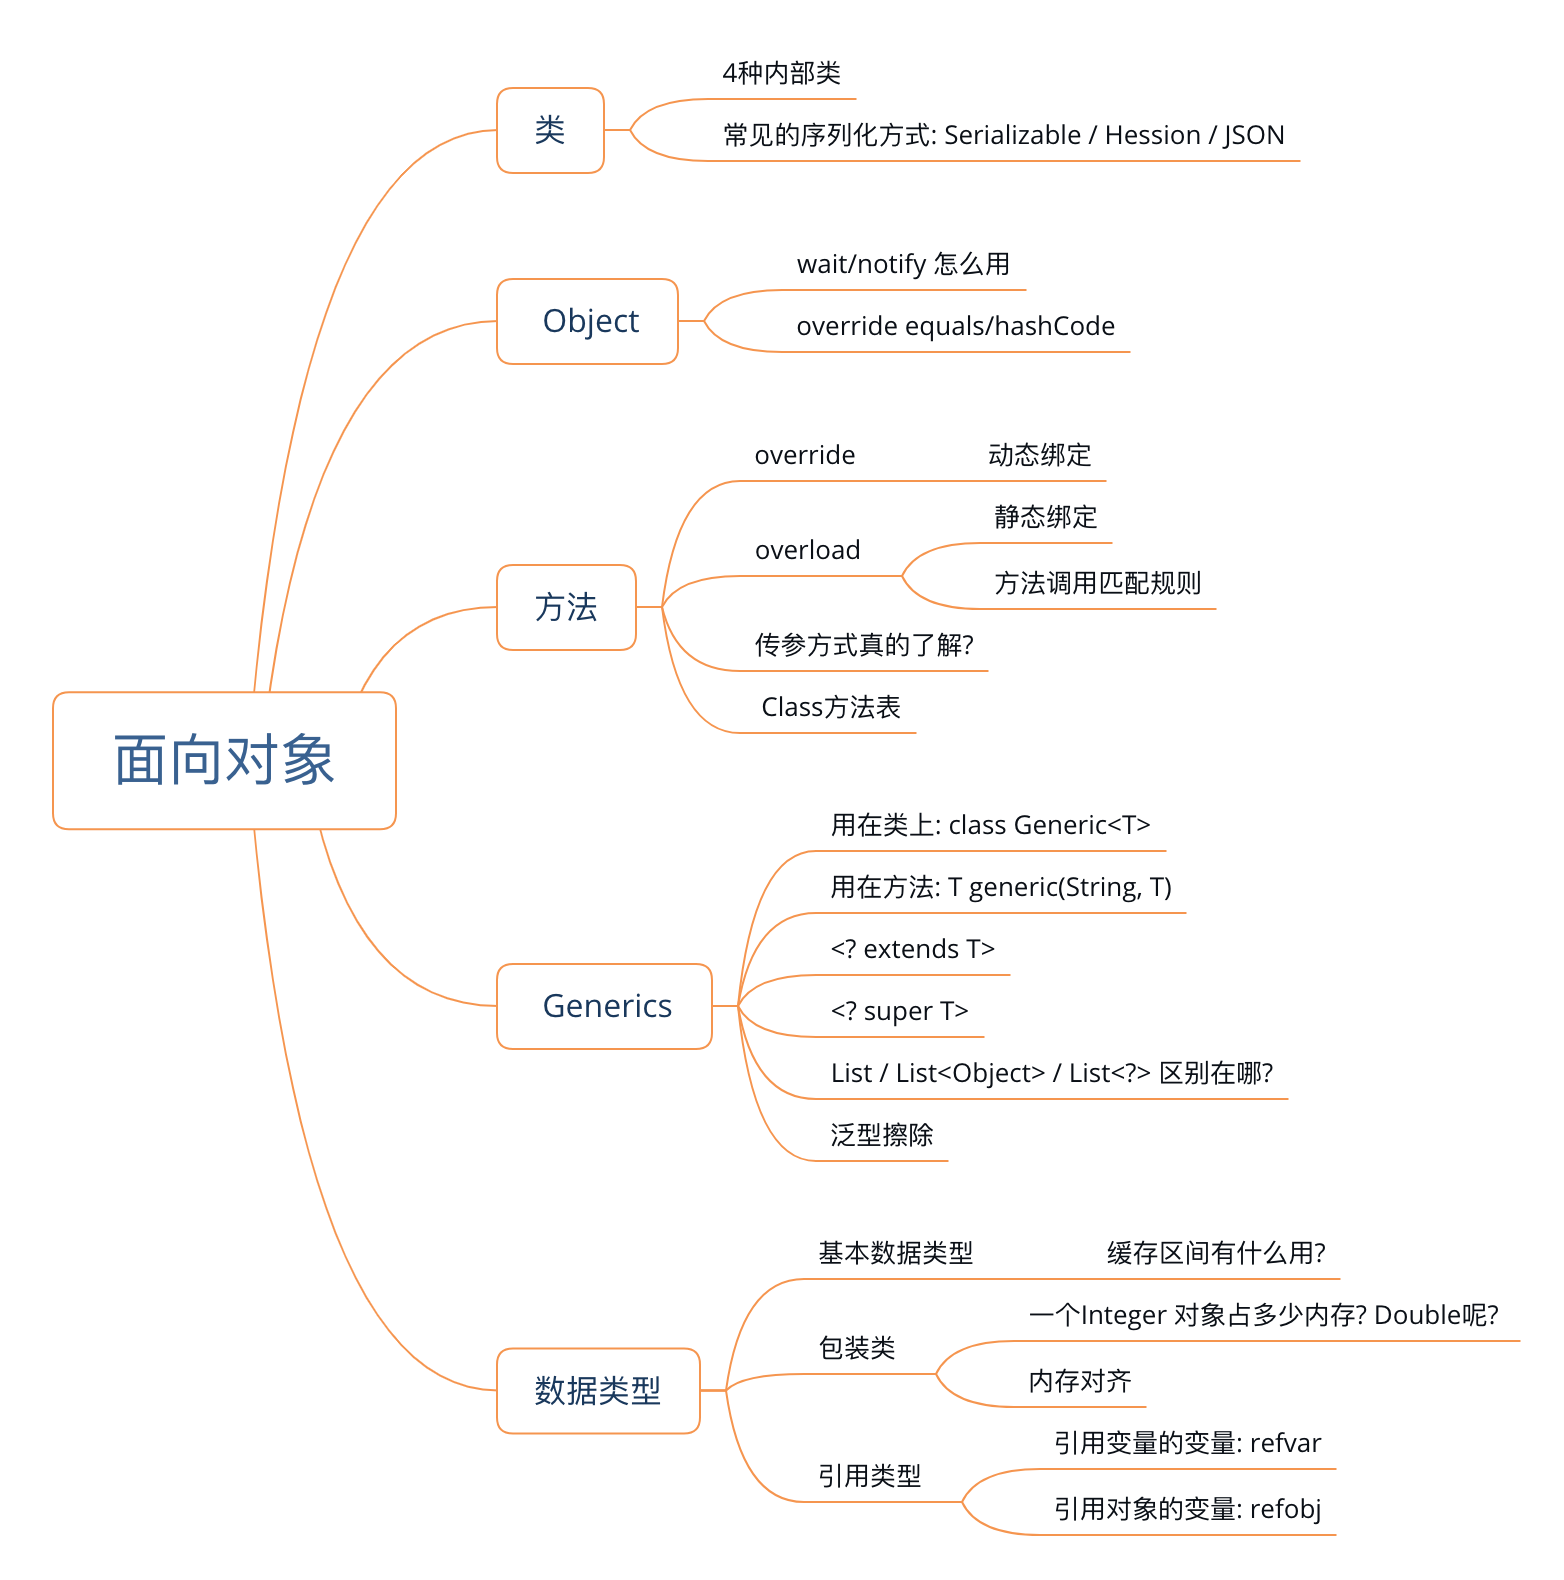 面向对象
类
4种内部类
常见的序列化方式: Serializable / Hession / JSON
Object
wait/notify 怎么用
override equals/hashCode
方法
override
动态绑定
overload
静态绑定
方法调用匹配规则
传参方式真的了解?
Class方法表
Generics
用在类上: class Generic<T>
用在方法: T generic(String, T)
<? extends T>
<? super T>
List / List<Object> / List<?> 区别在哪?
泛型擦除
数据类型
基本数据类型
缓存区间有什么用?
包装类
一个Integer 对象占多少内存? Double呢?
内存对齐
引用类型
引用变量的变量: refvar
引用对象的变量: refobj